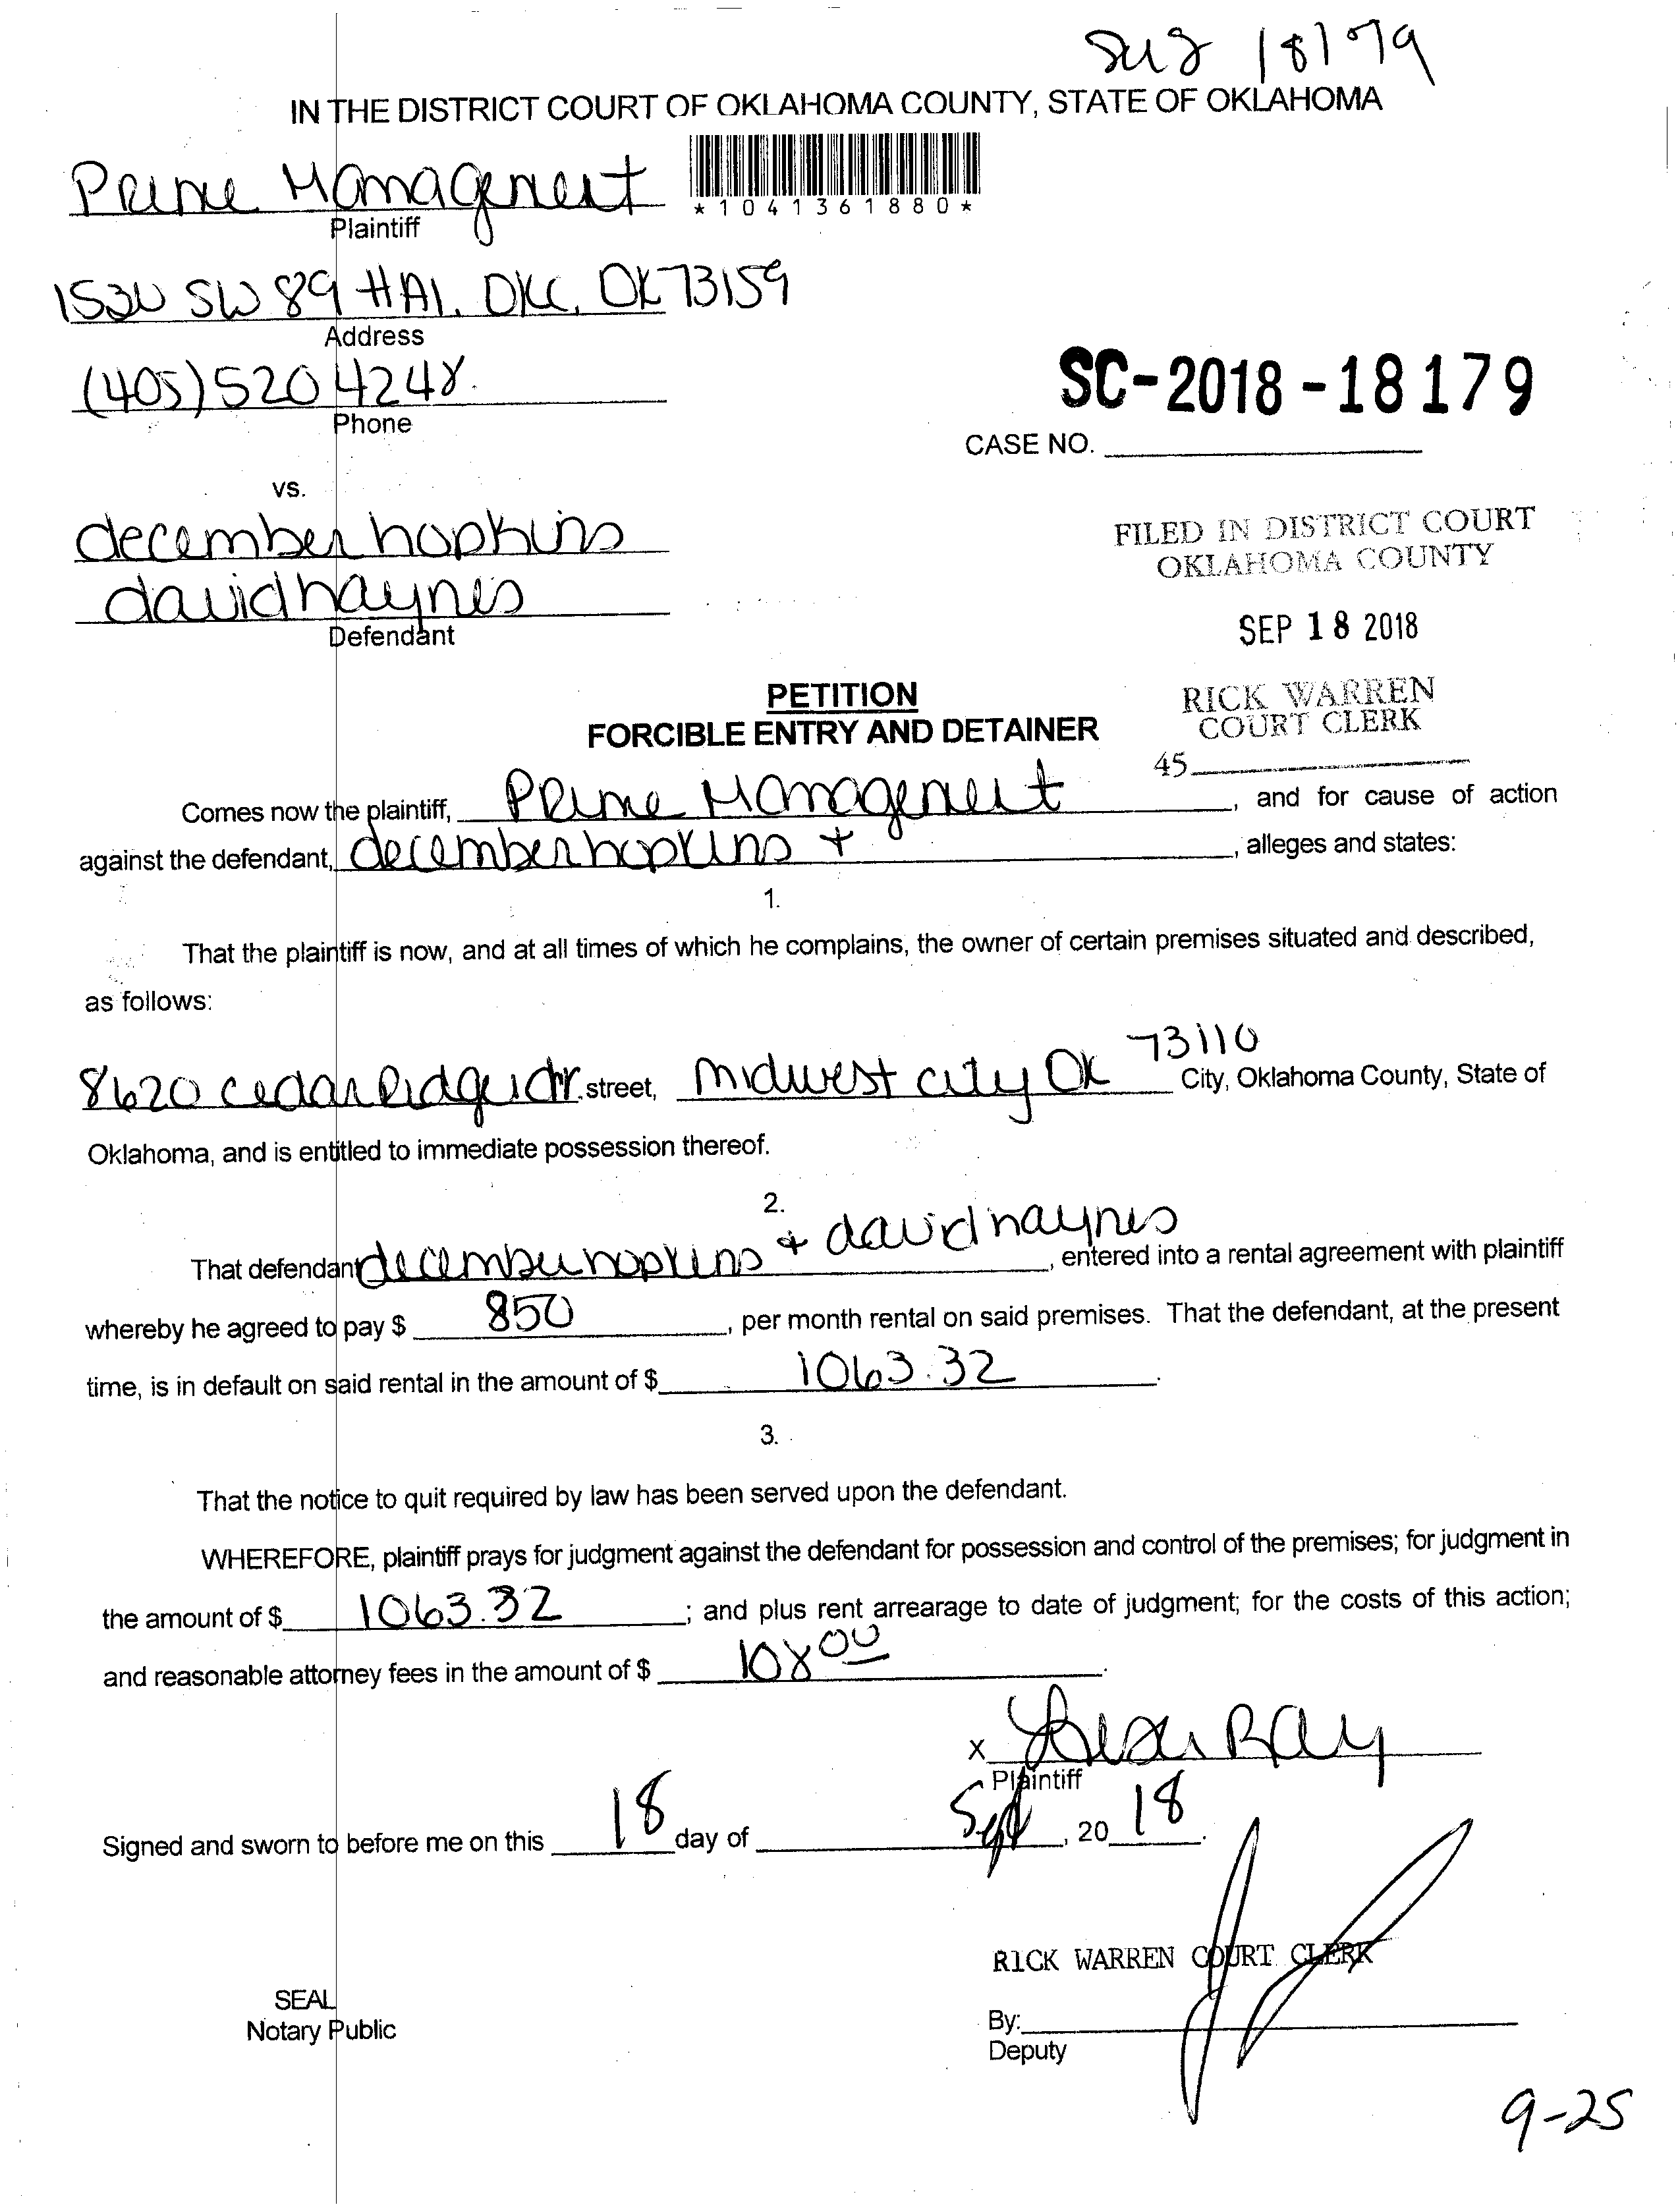 IN THE DISTRICT COURT OF OKLAHOMA COUNTY, STATE OF OKLAHOMA
Prime Management
*1041361880*
Plaintiff
SW 89 #A1, OKC, OK 73159
Address
(405) 520 4248.
Phone
SC-2018-18179
CASE NO.
vs.
december hopkins
david haynes
Defendant
FILED IN DISTRICT COURT
OKLAHOMA COUNTY
SEP 18 2018
RICK WARREN
COURT CLERK
45
PETITION
FORCIBLE ENTRY AND DETAINER
Comes now the plaintiff, Prime Management, and for cause of action
against the defendant, december hopkins +, alleges and states:
1.
That the plaintiff is now, and at all times of which he complains, the owner of certain premises situated and described,
as follows:
8620 cedar Ridge dr. street, midwest city OK 73110 City, Oklahoma County, State of
Oklahoma, and is entitled to immediate possession thereof.
2.
That defendant december hopkins + david haynes, entered into a rental agreement with plaintiff
whereby he agreed to pay $ 850, per month rental on said premises. That the defendant, at the present
time, is in default on said rental in the amount of $ 1063.32.
3.
That the notice to quit required by law has been served upon the defendant.
WHEREFORE, plaintiff prays for judgment against the defendant for possession and control of the premises; for judgment in
the amount of $ 1063.32; and plus rent arrearage to date of judgment; for the costs of this action;
and reasonable attorney fees in the amount of $ 108 00.
x Ray
Plaintiff
Signed and sworn to before me on this 18 day of Sept, 20 18.
RICK WARREN COURT CLERK
SEAL
Notary Public
By:
Deputy
9-25